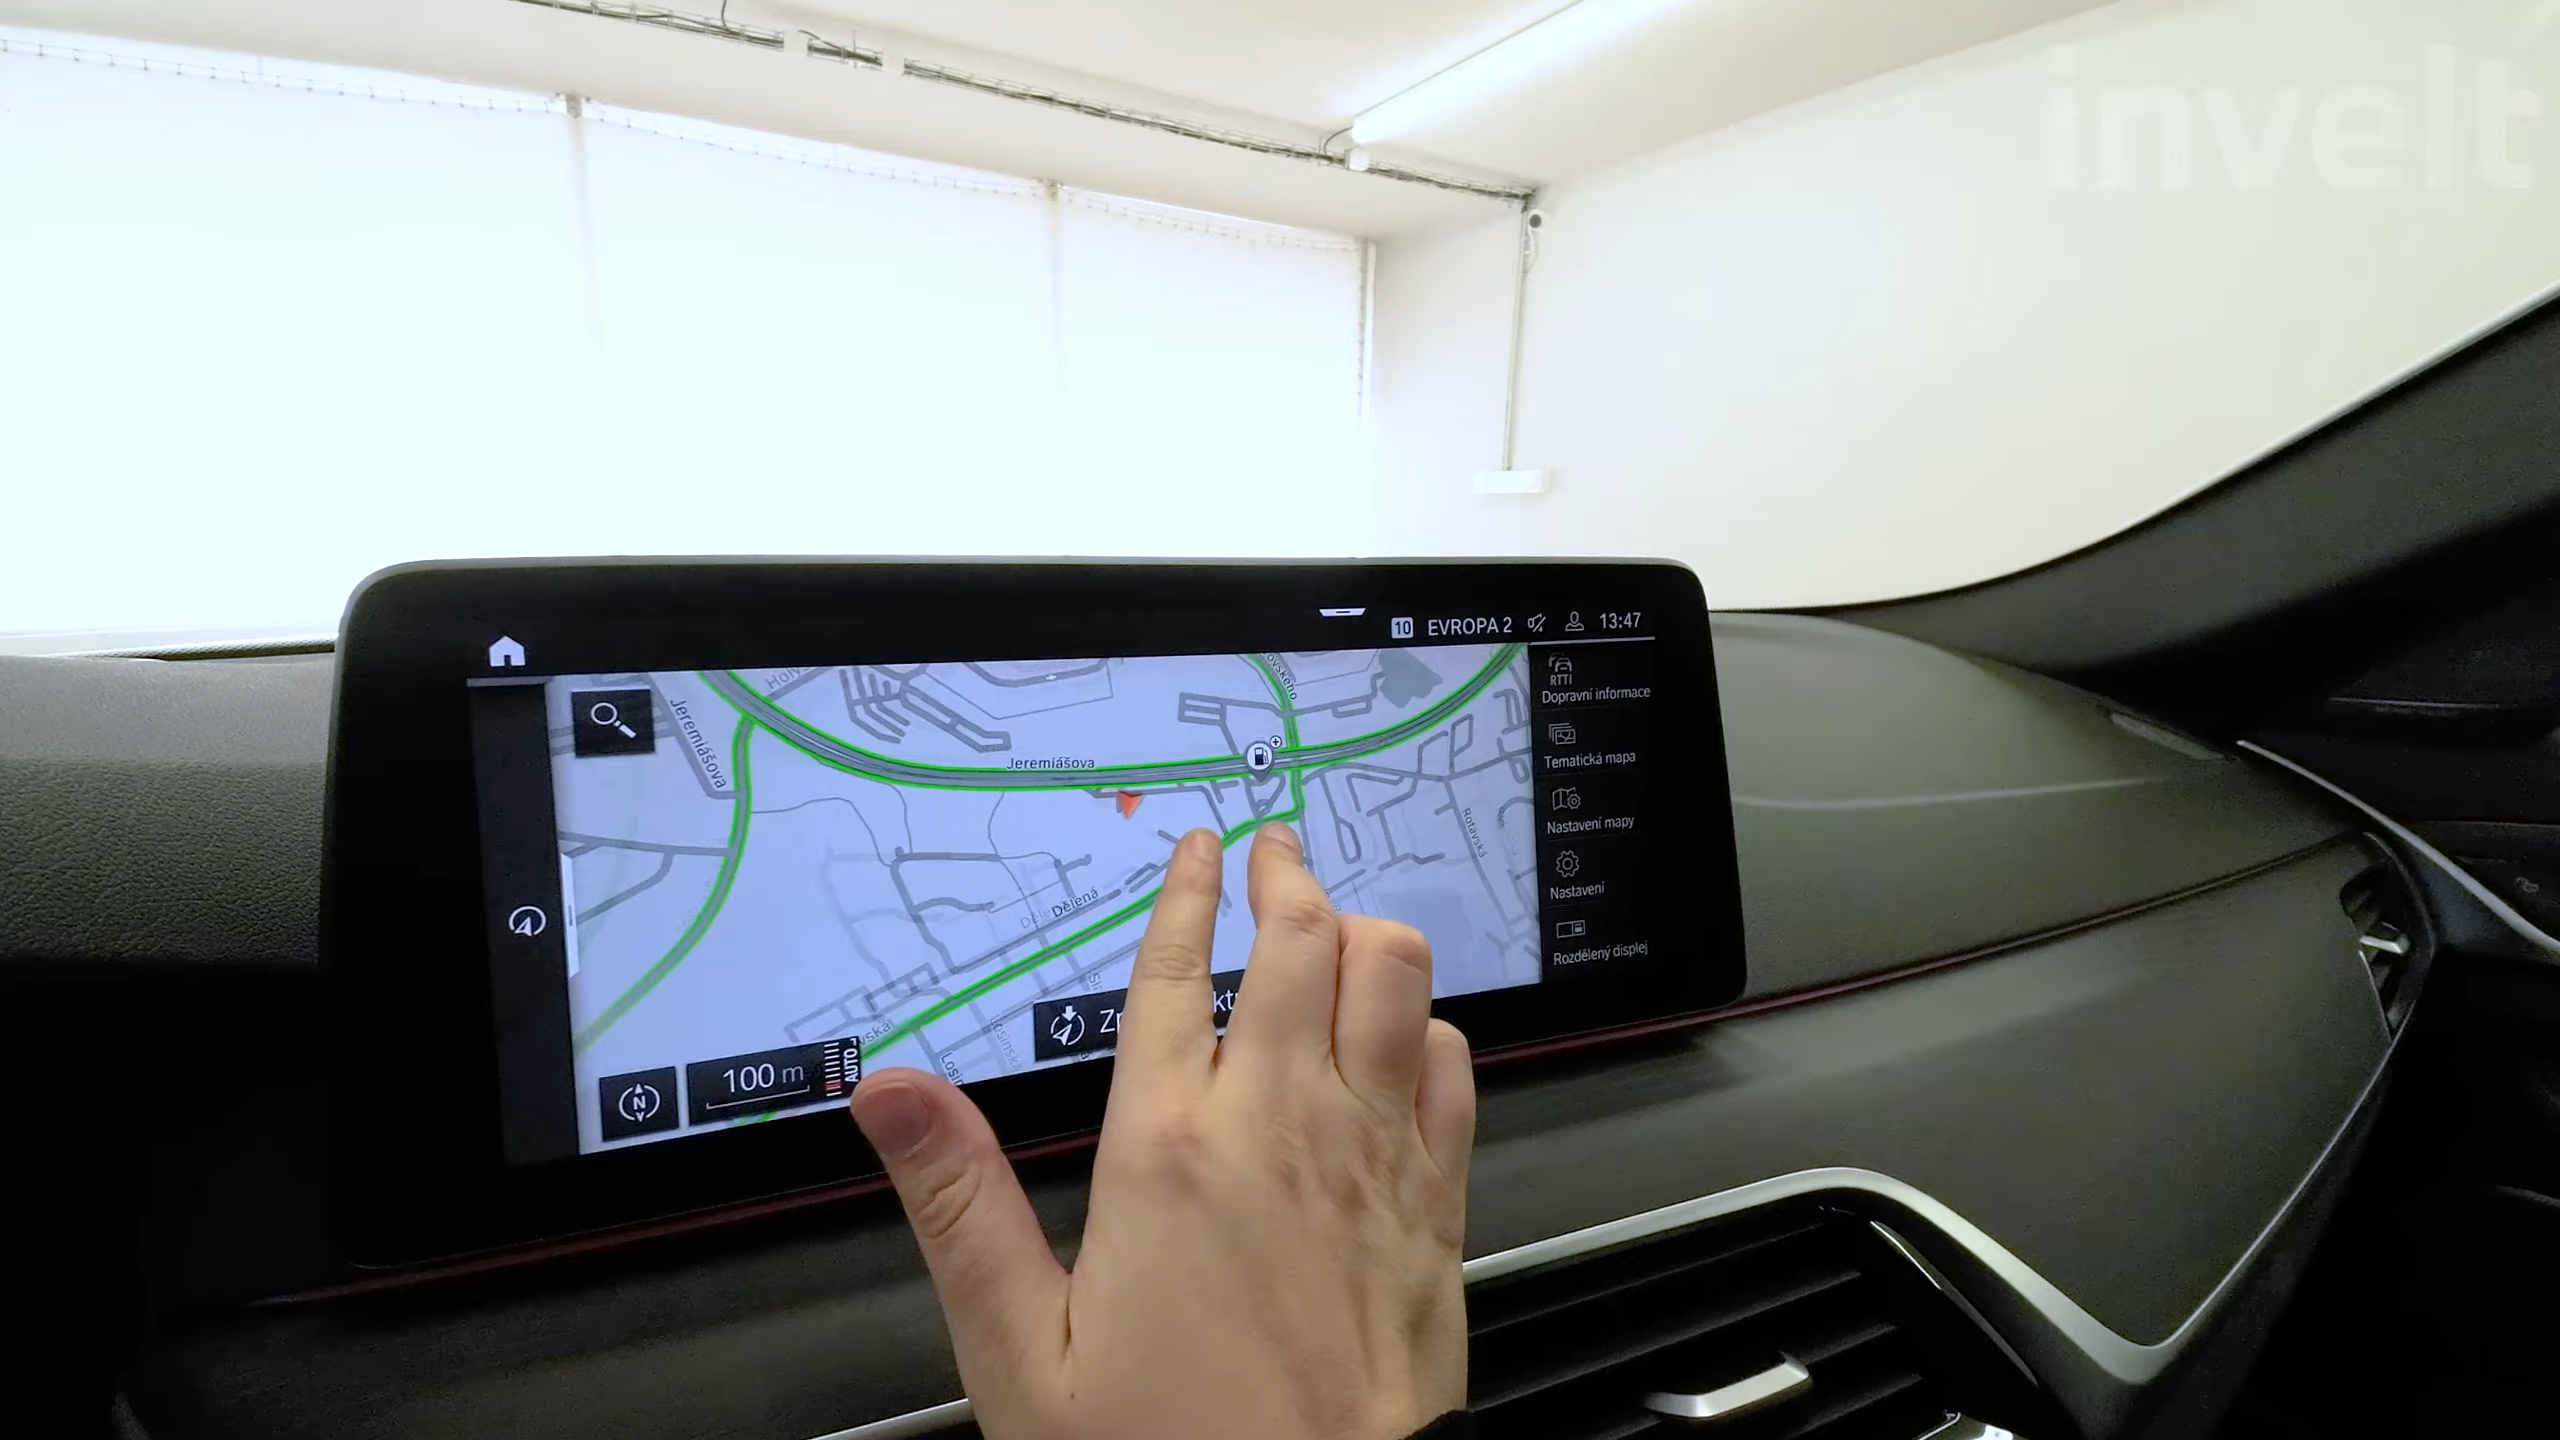 invelt
10 EVROPA 2 13:47
RTTI
Dopravní informace
Tematická mapa
Nastavení mapy
Nastavení
Rozdělený displej
Jeremiášova
Jeremiášova
Rotavská
Dělená
100 m
AUTO
N